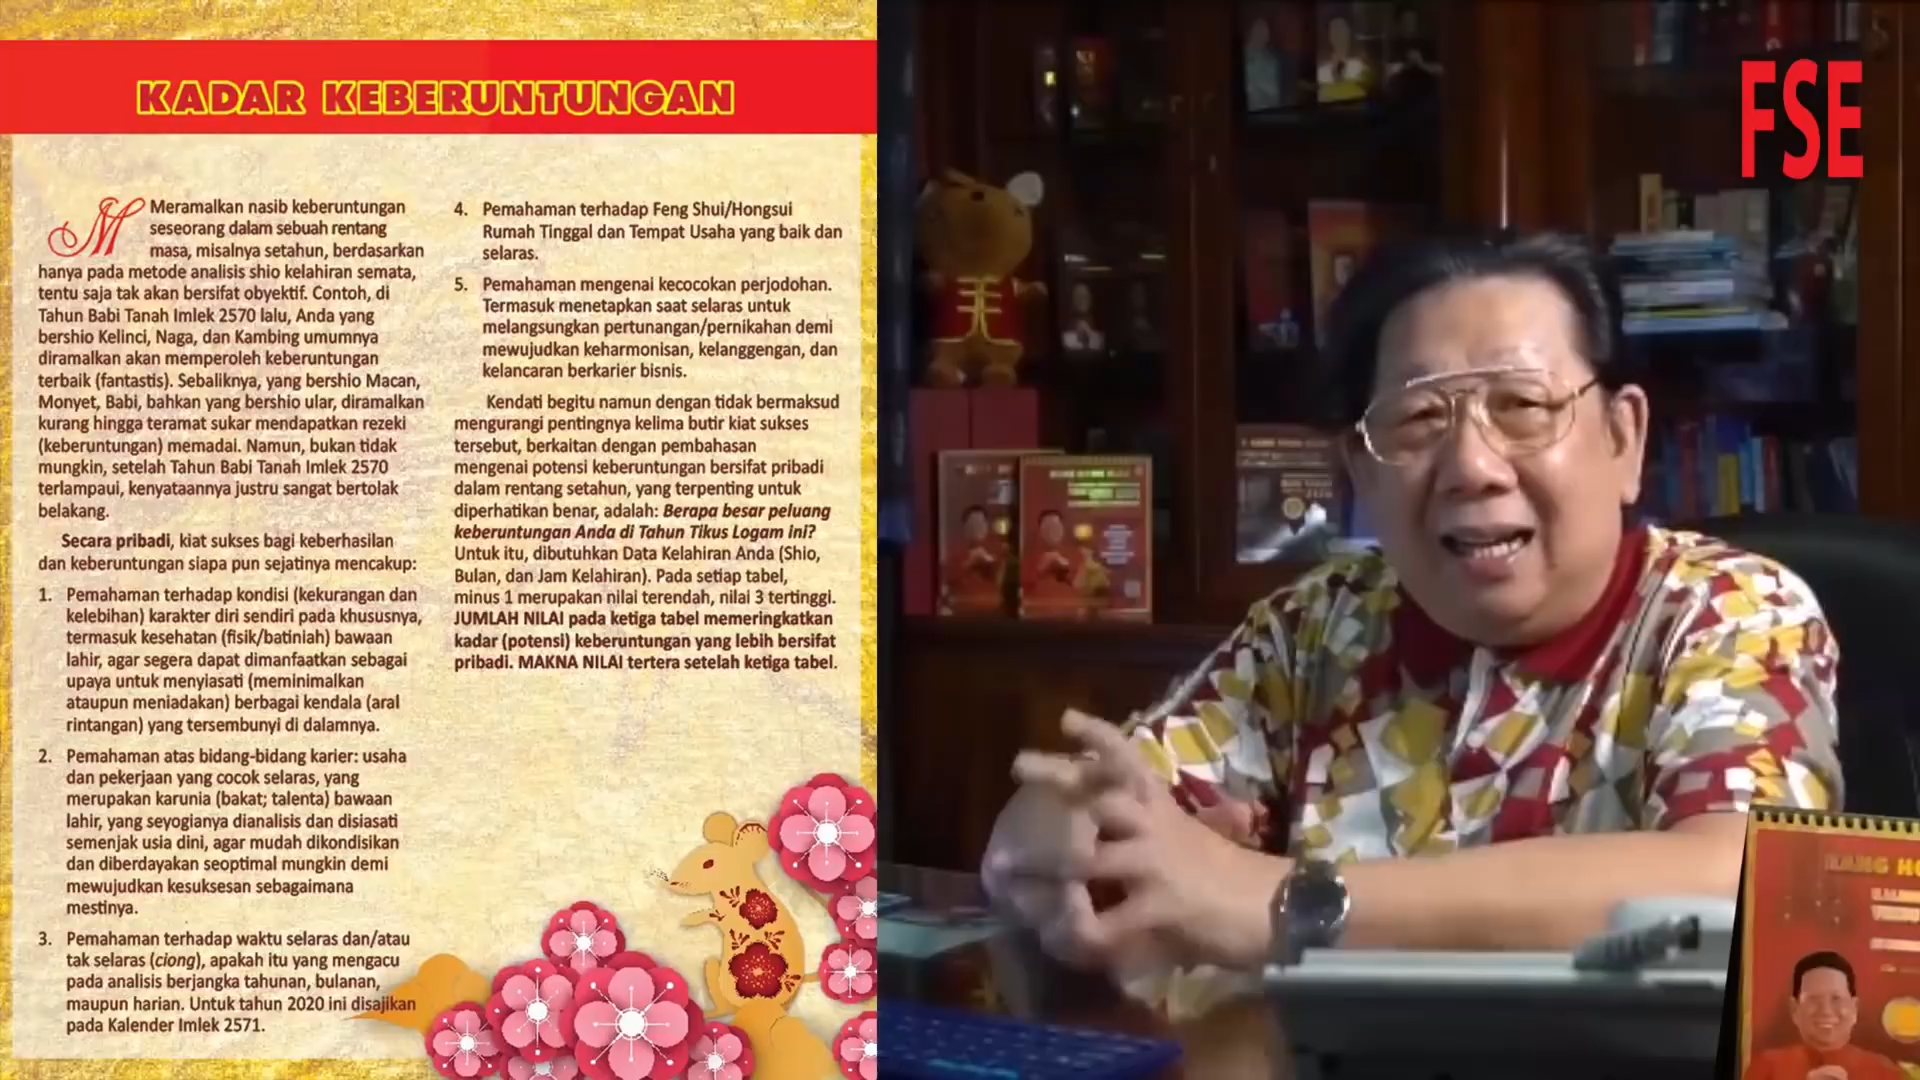 KADAR KEBERUNTUNGAN
M Meramalkan nasib keberuntungan
seseorang dalam sebuah rentang
masa, misalnya setahun, berdasarkan
hanya pada metode analisis shio kelahiran semata,
tentu saja tak akan bersifat obyektif. Contoh, di
Tahun Babi Tanah Imlek 2570 lalu, Anda yang
bershio Kelinci, Naga, dan Kambing umumnya
diramalkan akan memperoleh keberuntungan
terbaik (fantastis). Sebaliknya, yang bershio Macan,
Monyet, Babi, bahkan yang bershio ular, diramalkan
kurang hingga teramat sukar mendapatkan rezeki
(keberuntungan) memadai. Namun, bukan tidak
mungkin, setelah Tahun Babi Tanah Imlek 2570
terlampaui, kenyataannya justru sangat bertolak
belakang.
Secara pribadi, kiat sukses bagi keberhasilan
dan keberuntungan siapa pun sejatinya mencakup:
1. Pemahaman terhadap kondisi (kekurangan dan
kelebihan) karakter diri sendiri pada khususnya,
termasuk kesehatan (fisik/batiniah) bawaan
lahir, agar segera dapat dimanfaatkan sebagai
upaya untuk menyiasati (meminimalkan
ataupun meniadakan) berbagai kendala (aral
rintangan) yang tersembunyi di dalamnya.
2. Pemahaman atas bidang-bidang karier: usaha
dan pekerjaan yang cocok selaras, yang
merupakan karunia (bakat; talenta) bawaan
lahir, yang seyogianya dianalisis dan disiasati
semenjak usia dini, agar mudah dikondisikan
dan diberdayakan seoptimal mungkin demi
mewujudkan kesuksesan sebagaimana
mestinya.
3. Pemahaman terhadap waktu selaras dan/atau
tak selaras (ciong), apakah itu yang mengacu
pada analisis berjangka tahunan, bulanan,
maupun harian. Untuk tahun 2020 ini disajikan
pada Kalender Imlek 2571.
4. Pemahaman terhadap Feng Shui/Hongsui
Rumah Tinggal dan Tempat Usaha yang baik dan
selaras.
5. Pemahaman mengenai kecocokan perjodohan.
Termasuk menetapkan saat selaras untuk
melangsungkan pertunangan/pernikahan demi
mewujudkan keharmonisan, kelanggengan, dan
kelancaran berkarier bisnis.
Kendati begitu namun dengan tidak bermaksud
mengurangi pentingnya kelima butir kiat sukses
tersebut, berkaitan dengan pembahasan
mengenai potensi keberuntungan bersifat pribadi
dalam rentang setahun, yang terpenting untuk
diperhatikan benar, adalah: Berapa besar peluang
keberuntungan Anda di Tahun Tikus Logam ini?
Untuk itu, dibutuhkan Data Kelahiran Anda (Shio,
Bulan, dan Jam Kelahiran). Pada setiap tabel,
minus 1 merupakan nilai terendah, nilai 3 tertinggi.
JUMLAH NILAI pada ketiga tabel memeringkatkan
kadar (potensi) keberuntungan yang lebih bersifat
pribadi. MAKNA NILAI tertera setelah ketiga tabel.
FSE